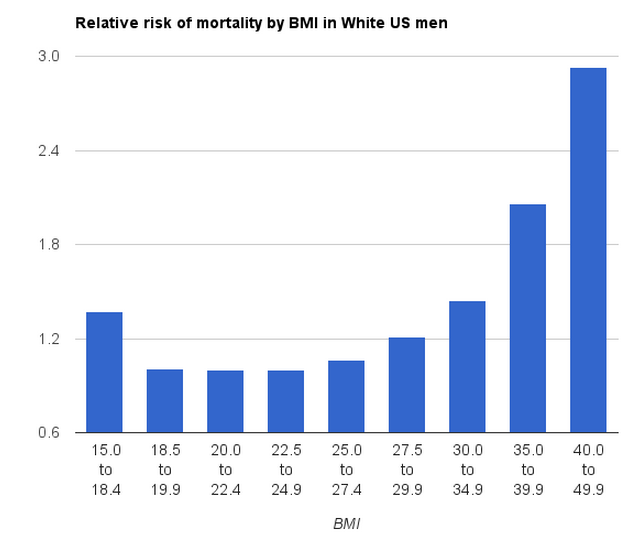 Relative risk of mortality by BMI in White US men
3.0
2.4
1.8
1.2
0.6
15.0 to 18.4
18.5 to 19.9
20.0 to 22.4
22.5 to 24.9
25.0 to 27.4
27.5 to 29.9
30.0 to 34.9
35.0 to 39.9
40.0 to 49.9
BMI